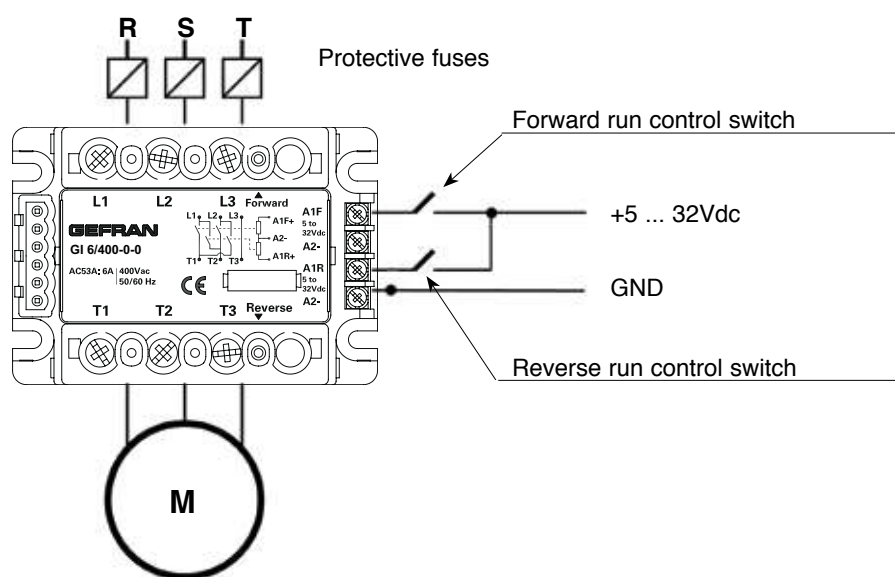 R S T
Protective fuses
Forward run control switch
L1 L2 L3 Forward
A1F
5 to
32Vdc
A2-
L1 L2 L3
A1F+
A2-
A1R+
T1 T2 T3
GEFRAN
GI 6/400-0-0
AC53A: 6A 400Vac
50/60 Hz
CE
A1R
5 to
32Vdc
A2-
T1 T2 T3 Reverse
+5 ... 32Vdc
GND
Reverse run control switch
M